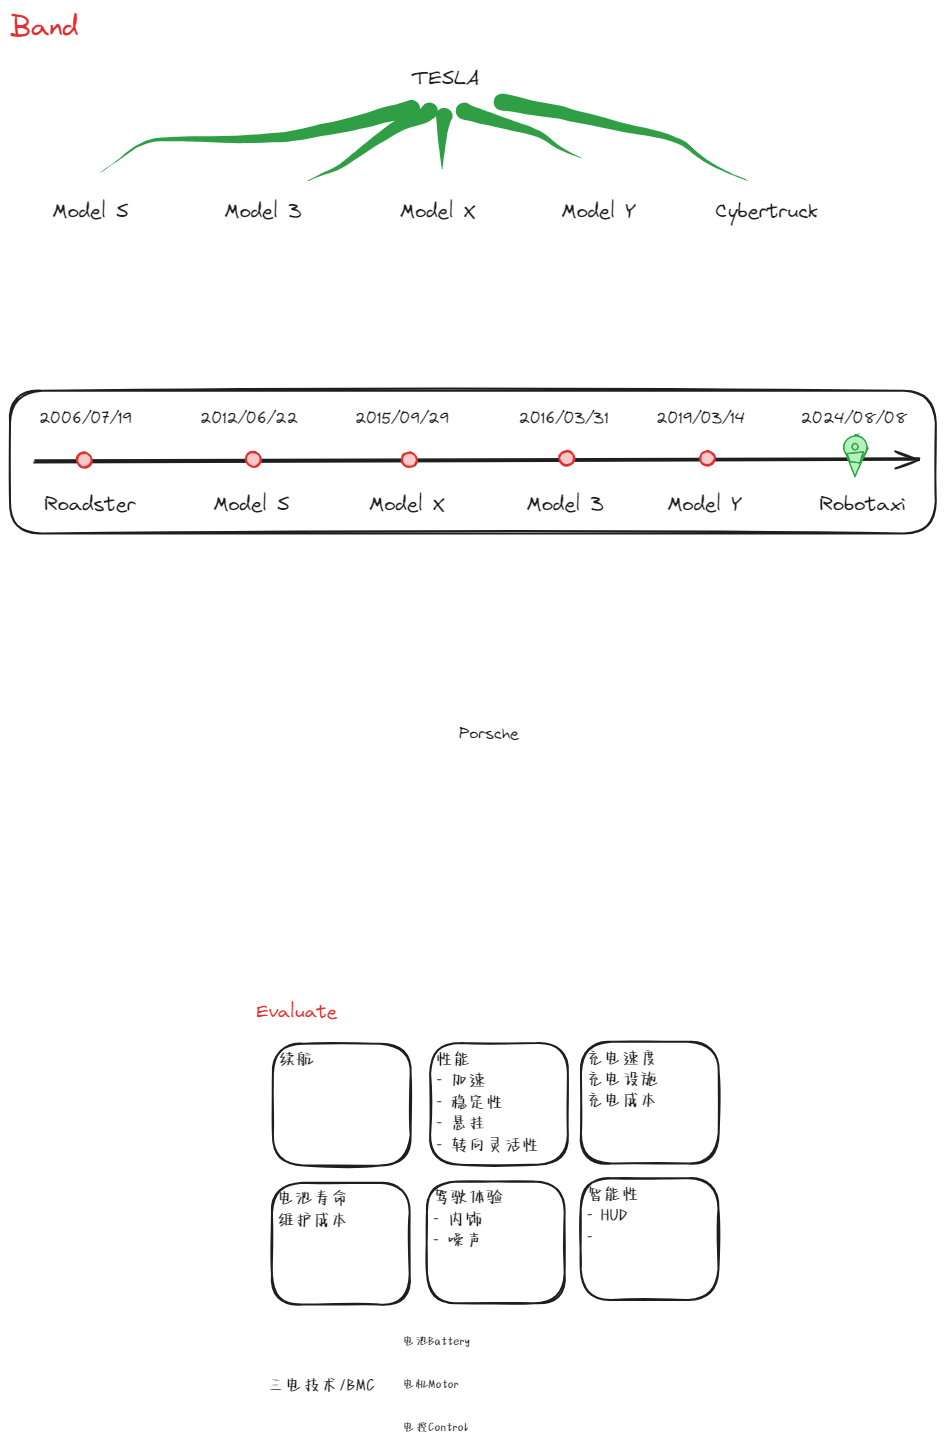 Band
TESLA
Model S
Model 3
Model X
Model Y
Cybertruck
2006/07/19
2012/06/22
2015/09/29
2016/03/31
2019/03/14
2024/08/08
Roadster
Model S
Model X
Model 3
Model Y
Robotaxi
Porsche
Evaluate
续航
性能
- 加速
- 稳定性
- 悬挂
- 转向灵活性
充电速度
充电设施
充电成本
电池寿命
维护成本
驾驶体验
- 内饰
- 噪声
智能性
- HUD
-
电池Battery
三电技术/BMC
电机Motor
电控Control